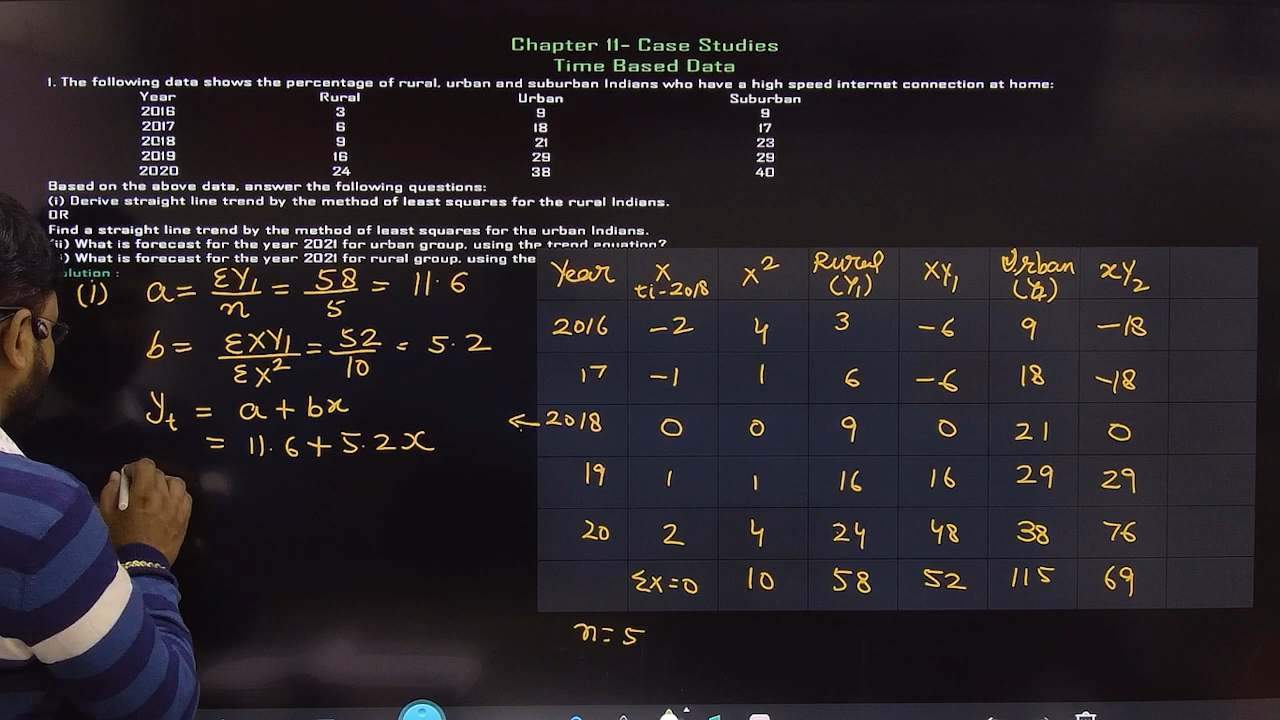 Chapter 11- Case Studies
Time Based Data
1. The following data shows the percentage of rural, urban and suburban Indians who have a high speed internet connection at home:
Year Rural Urban Suburban
2016 3 9 9
2017 6 18 17
2018 9 21 23
2019 16 29 29
2020 24 38 40
Based on the above data, answer the following questions:
(i) Derive straight line trend by the method of least squares for the rural Indians.
OR
Find a straight line trend by the method of least squares for the urban Indians.
ii) What is forecast for the year 2021 for urban group, using the trend equation?
) What is forecast for the year 2021 for rural group, using the
olution :
(i) a = ΣY₁/n = 58/5 = 11.6
b = ΣXY₁/ΣX² = 52/10 = 5.2
Yt = a + bx
= 11.6 + 5.2x
Year X ti-2018 X² Rural (Y₁) XY₁ Urban (Y₂) XY₂
2016 -2 4 3 -6 9 -18
17 -1 1 6 -6 18 -18
←2018 0 0 9 0 21 0
19 1 1 16 16 29 29
20 2 4 24 48 38 76
Σx=0 10 58 52 115 69
n=5